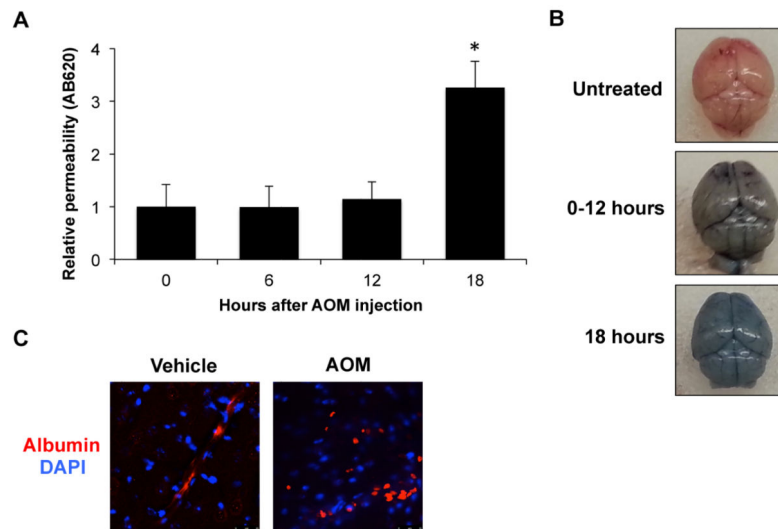 A
Relative permeability (AB620)
4
3
2
1
0
*
0 6 12 18
Hours after AOM injection
B
Untreated
0-12 hours
18 hours
C
Vehicle AOM
Albumin
DAPI